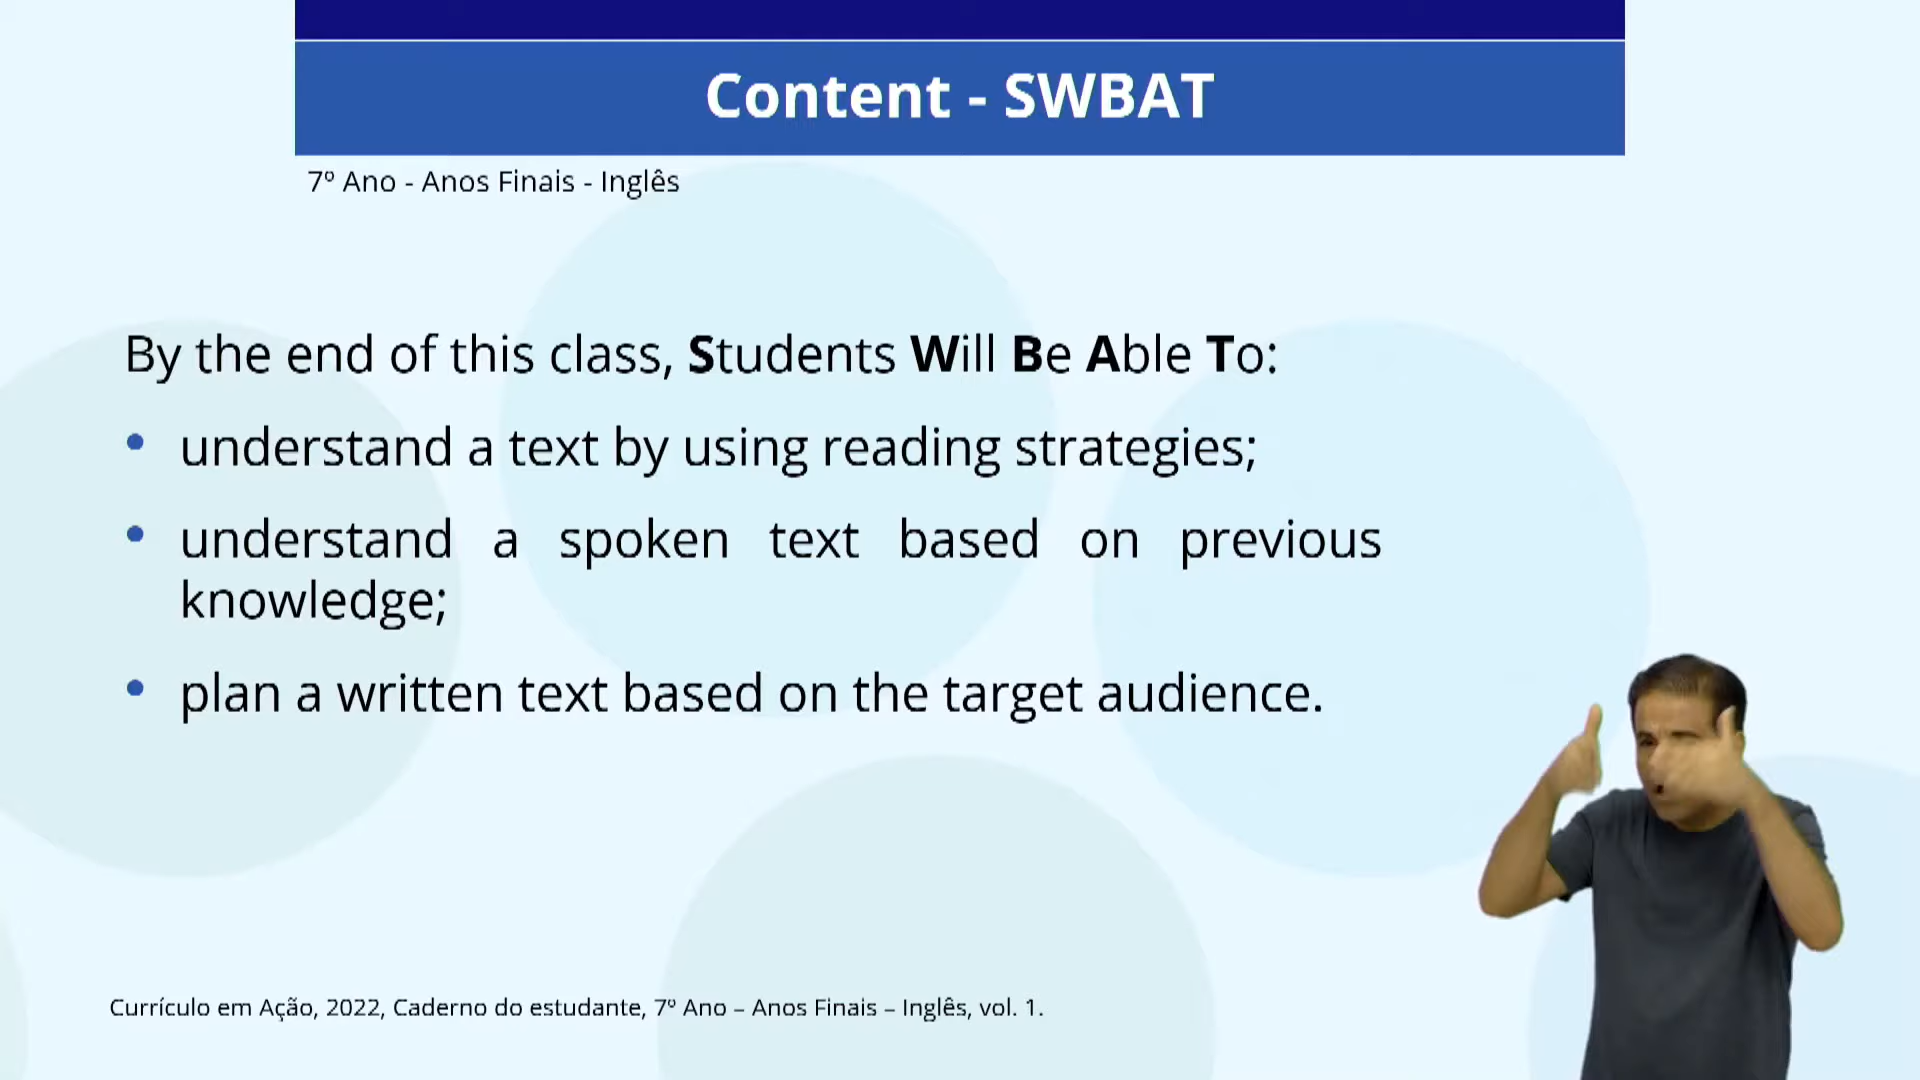 Content - SWBAT
7º Ano - Anos Finais - Inglês
By the end of this class, Students Will Be Able To:
• understand a text by using reading strategies;
• understand a spoken text based on previous
knowledge;
• plan a written text based on the target audience.
Currículo em Ação, 2022, Caderno do estudante, 7º Ano – Anos Finais – Inglês, vol. 1.